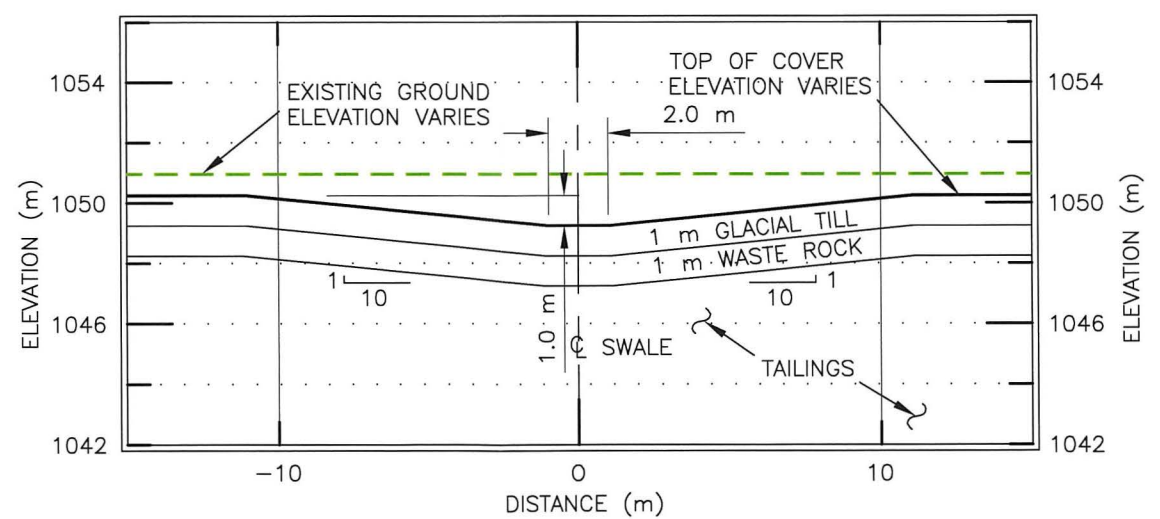 1054
1050
1046
1042
ELEVATION (m)
EXISTING GROUND
ELEVATION VARIES
TOP OF COVER
ELEVATION VARIES
2.0 m
1 m GLACIAL TILL
1 m WASTE ROCK
1
10
10
1
1.0 m
℄ SWALE
TAILINGS
1054
1050
1046
1042
ELEVATION (m)
-10
0
10
DISTANCE (m)